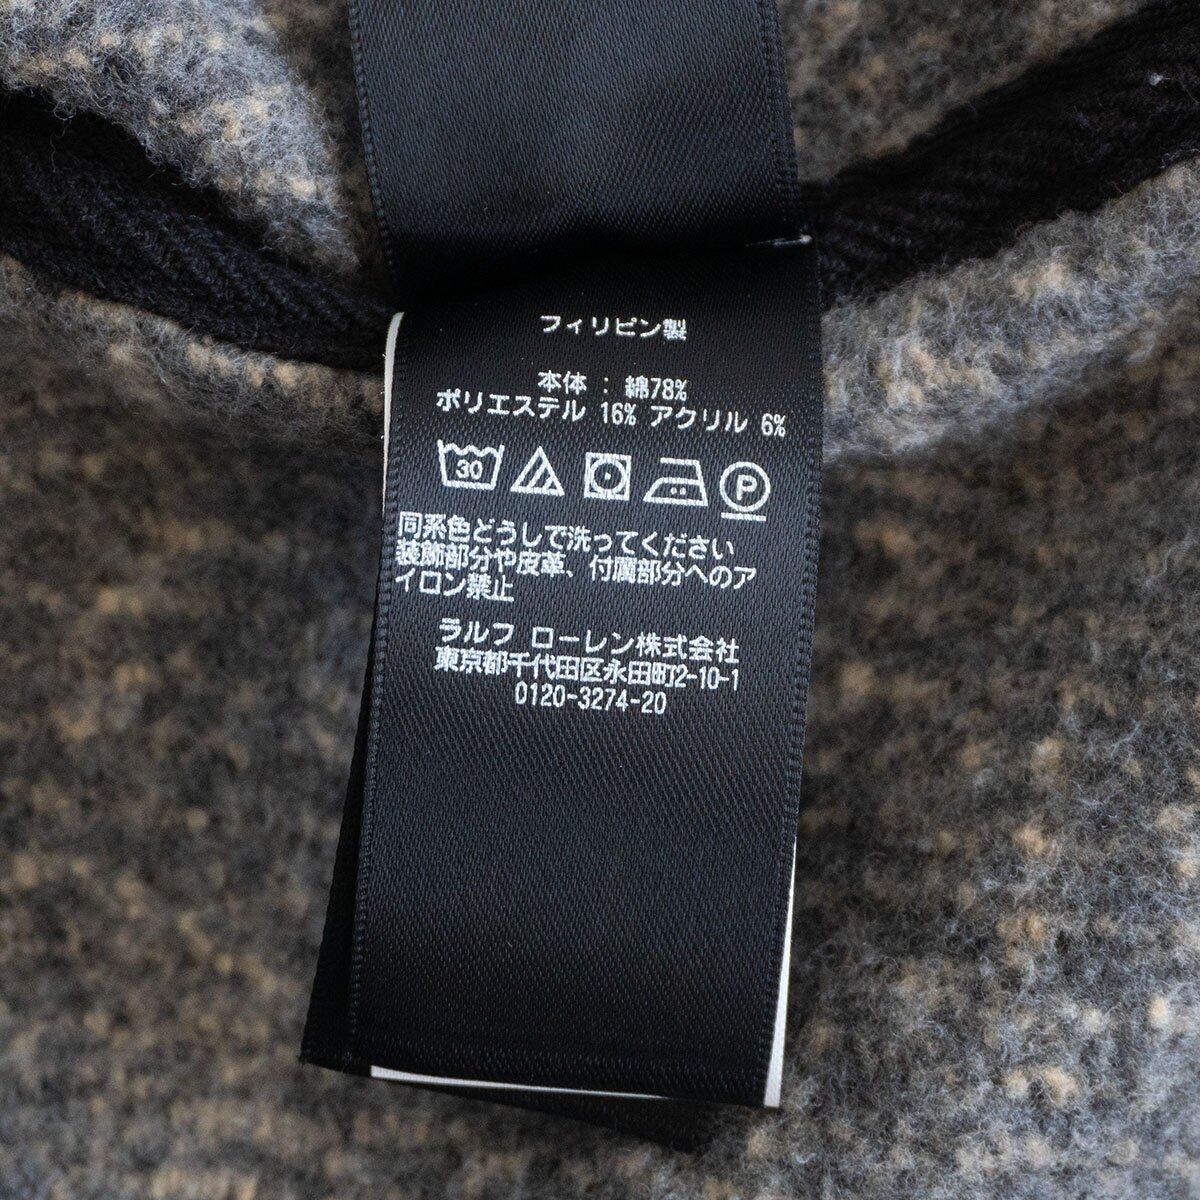 フィリピン製
本体 : 綿78%
ポリエステル 16% アクリル 6%
30 P
同系色どうしで洗ってください
装飾部分や皮革、付属部分へのア
イロン禁止
ラルフ ローレン株式会社
東京都千代田区永田町2-10-1
0120-3274-20